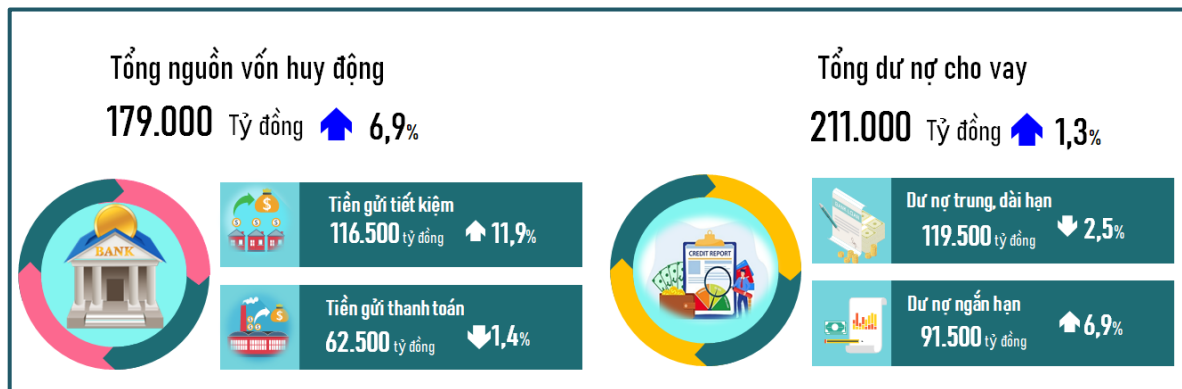 Tổng nguồn vốn huy động
179.000 Tỷ đồng 6,9%
BANK
Tiền gửi tiết kiệm
116.500 tỷ đồng 11,9%
Tiền gửi thanh toán
62.500 tỷ đồng 1,4%
Tổng dư nợ cho vay
211.000 Tỷ đồng 1,3%
CREDIT REPORT
Dư nợ trung, dài hạn
119.500 tỷ đồng 2,5%
Dư nợ ngắn hạn
91.500 tỷ đồng 6,9%